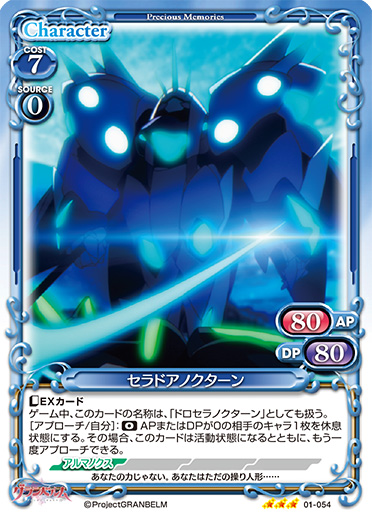 Precious Memories
Character
COST
7
SOURCE
0
80 AP
DP 80
セラドアノクターン
EXカード
ゲーム中、このカードの名称は、「ドロセラノクターン」としても扱う。
[アプローチ/自分]:0 APまたはDPが0の相手のキャラ1枚を休息
状態にする。その場合、このカードは活動状態になるとともに、もう一
度アプローチできる。
アルマノクス
あなたの力じゃない。あなたはただの操り人形……
グランベルム
©ProjectGRANBELM
01-054